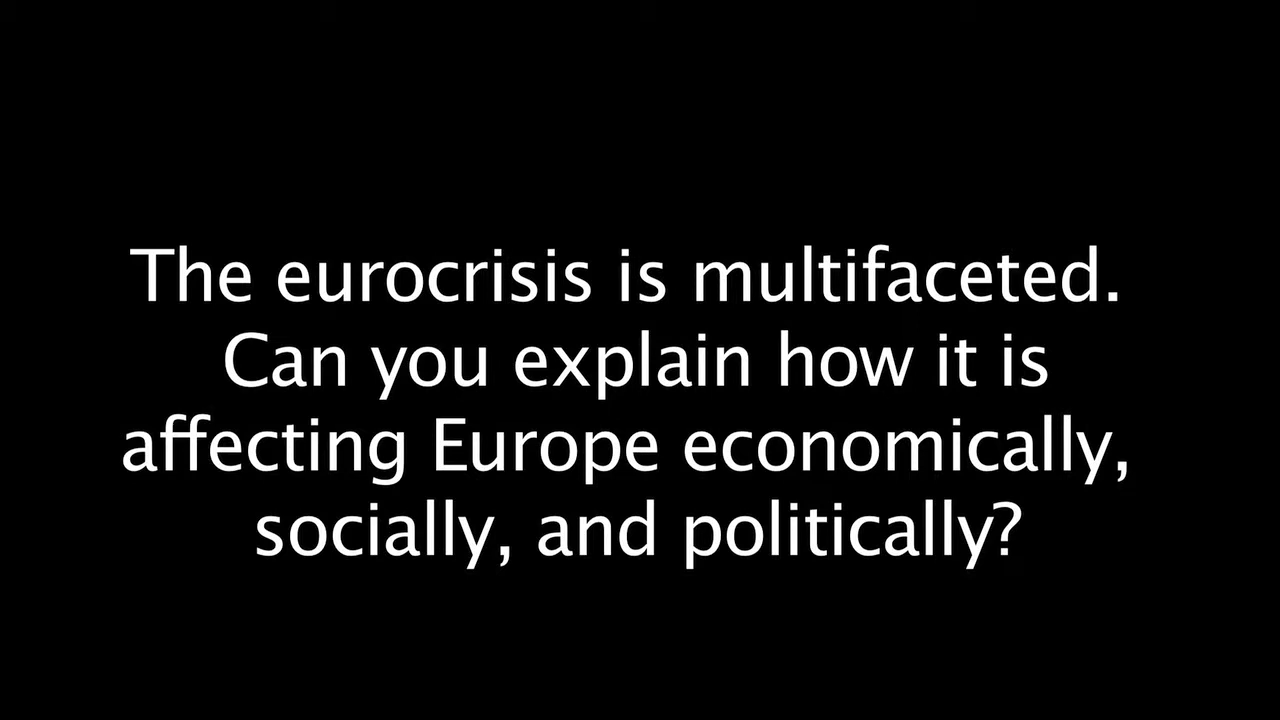 The eurocrisis is multifaceted.
Can you explain how it is
affecting Europe economically,
socially, and politically?